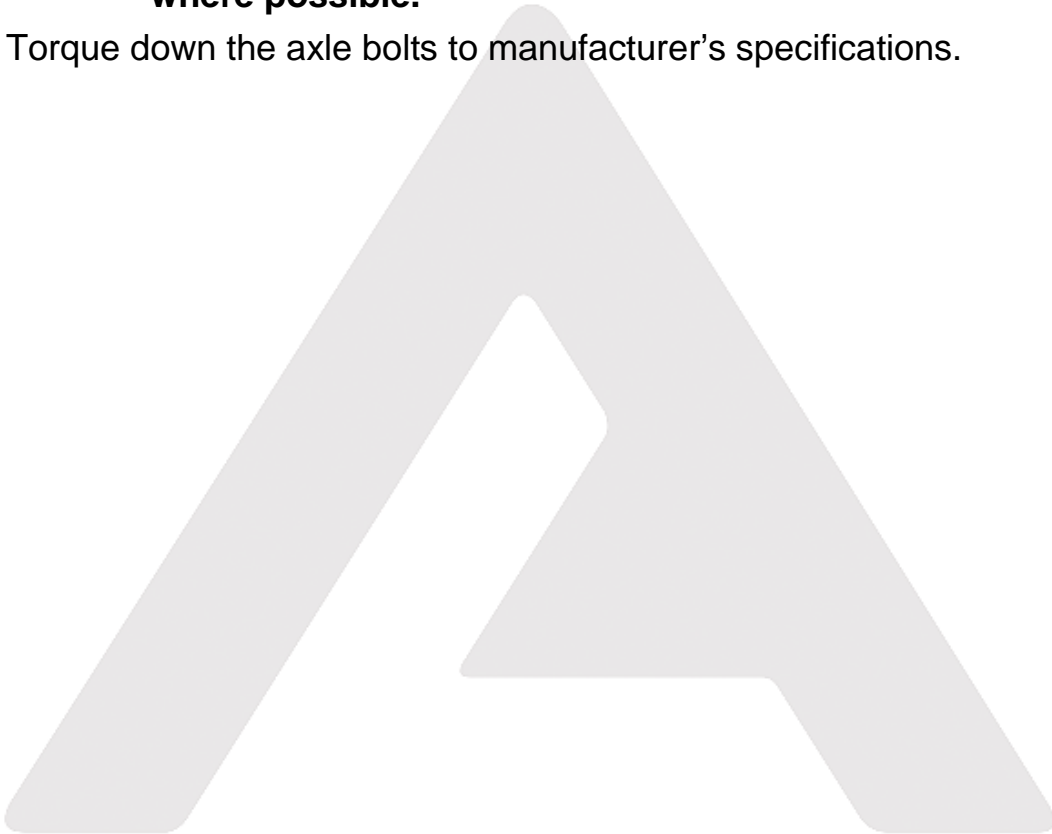 where possible.
Torque down the axle bolts to manufacturer’s specifications.